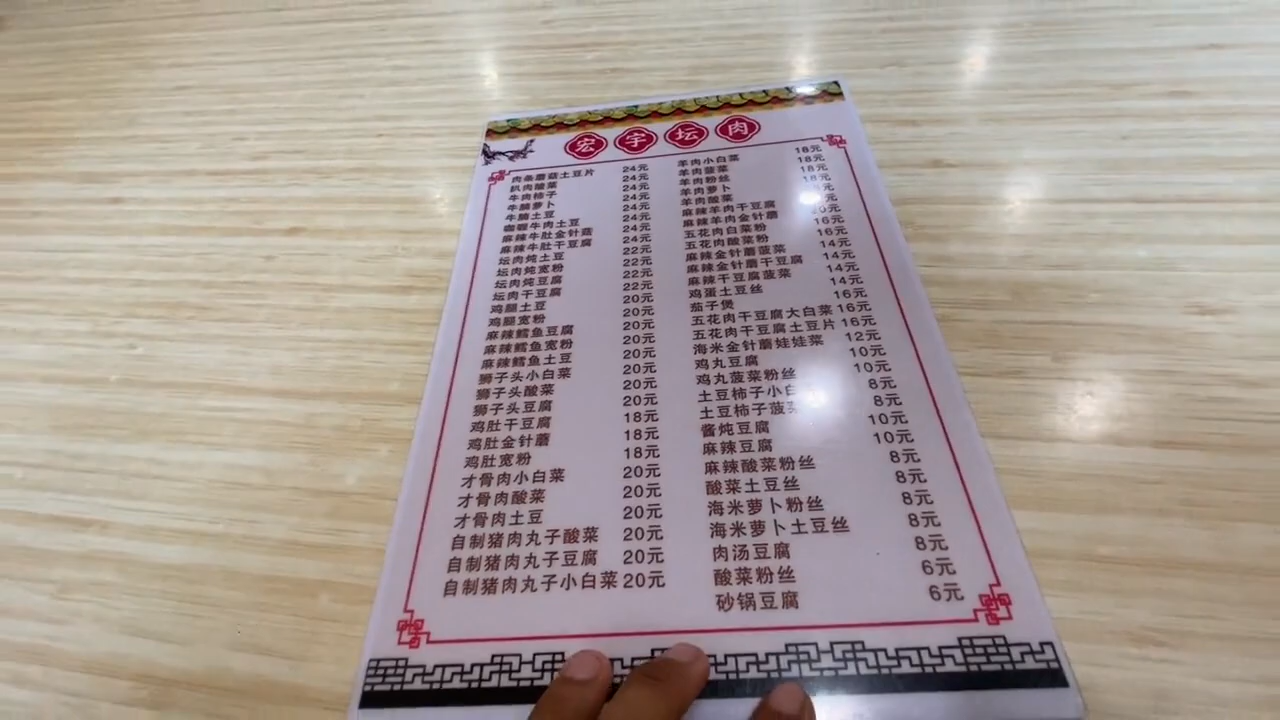 宏宇坛肉
肉条蘑菇土豆片 24元
扒肉酸菜 24元
牛肉柿子 24元
牛腩萝卜 24元
牛腩土豆 24元
咖喱牛肉土豆 24元
麻辣牛肚金针菇 24元
麻辣牛肚干豆腐 24元
坛肉炖土豆 22元
坛肉炖宽粉 22元
坛肉炖豆腐 22元
坛肉干豆腐 20元
鸡腿土豆 20元
鸡腿宽粉 20元
麻辣鳕鱼豆腐 20元
麻辣鳕鱼宽粉 20元
麻辣鳕鱼土豆 20元
狮子头小白菜 20元
狮子头酸菜 20元
狮子头豆腐 20元
鸡肚干豆腐 18元
鸡肚金针蘑 18元
鸡肚宽粉 18元
才骨肉小白菜 20元
才骨肉酸菜 20元
才骨肉土豆 20元
自制猪肉丸子酸菜 20元
自制猪肉丸子豆腐 20元
自制猪肉丸子小白菜 20元
羊肉小白菜 18元
羊肉菠菜 18元
羊肉粉丝 18元
羊肉萝卜 18元
羊肉酸菜
麻辣羊肉干豆腐
麻辣羊肉金针蘑 20元
五花肉白菜粉 16元
五花肉酸菜粉 16元
麻辣金针蘑菠菜 14元
麻辣金针蘑干豆腐 14元
麻辣干豆腐菠菜 14元
鸡蛋土豆丝 14元
茄子煲 16元
五花肉干豆腐大白菜 16元
五花肉干豆腐土豆片 16元
海米金针蘑娃娃菜 12元
鸡丸豆腐 10元
鸡丸菠菜粉丝 10元
土豆柿子小白 8元
土豆柿子菠菜 8元
酱炖豆腐 10元
麻辣豆腐 10元
麻辣酸菜粉丝 8元
酸菜土豆丝 8元
海米萝卜粉丝 8元
海米萝卜土豆丝 8元
肉汤豆腐 8元
酸菜粉丝 6元
砂锅豆腐 6元